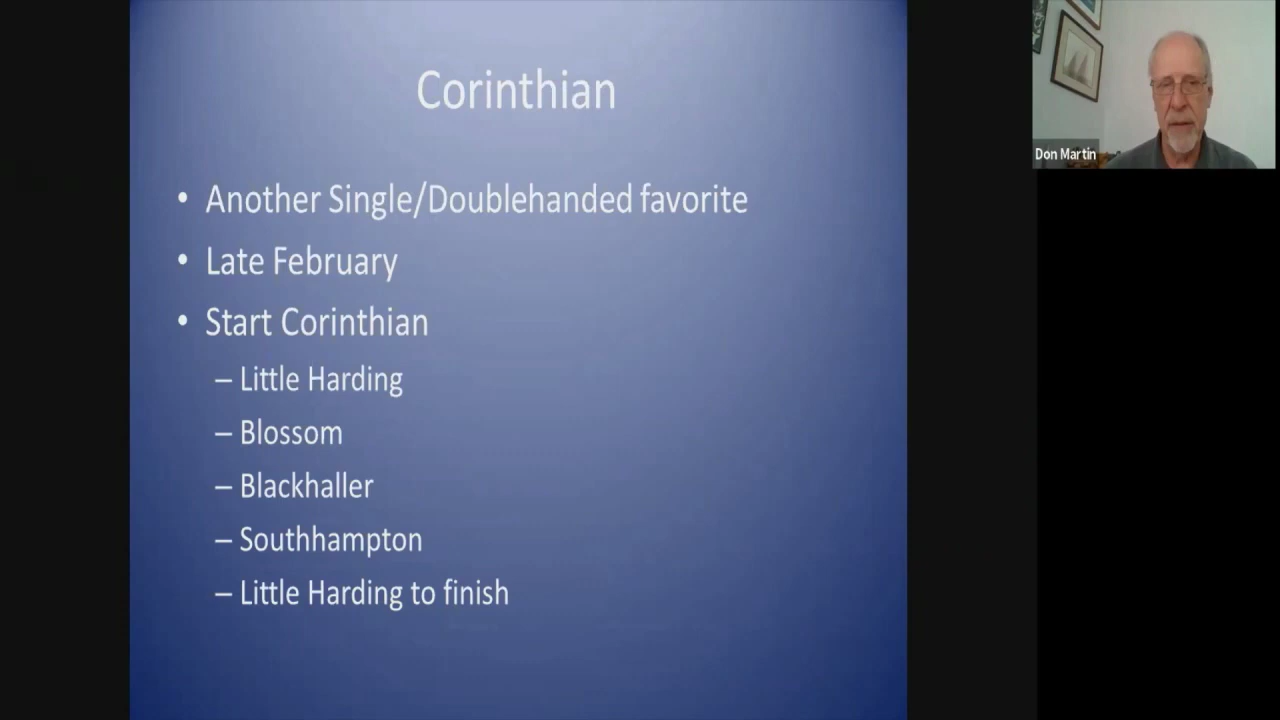 Corinthian
• Another Single/Doublehanded favorite
• Late February
• Start Corinthian
– Little Harding
– Blossom
– Blackhaller
– Southhampton
– Little Harding to finish
Don Martin